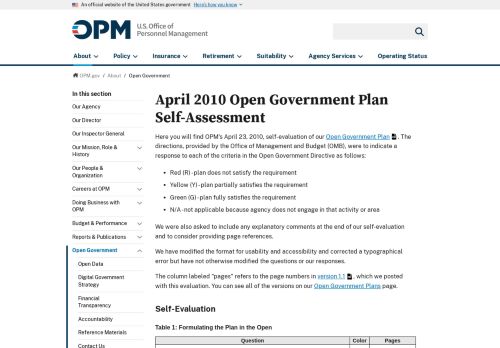 An official website of the United States government Here's how you know
OPM U.S. Office of
Personnel Management
About Policy Insurance Retirement Suitability Agency Services Operating Status
OPM.gov / About / Open Government
In this section
Our Agency
Our Director
Our Inspector General
Our Mission, Role &
History
Our People &
Organization
Careers at OPM
Doing Business with
OPM
Budget & Performance
Reports & Publications
Open Government
Open Data
Digital Government
Strategy
Financial
Transparency
Accountability
Reference Materials
Contact Us
April 2010 Open Government Plan
Self-Assessment
Here you will find OPM's April 23, 2010, self-evaluation of our Open Government Plan. The
directions, provided by the Office of Management and Budget (OMB), were to indicate a
response to each of the criteria in the Open Government Directive as follows:
Red (R)-plan does not satisfy the requirement
Yellow (Y)-plan partially satisfies the requirement
Green (G)-plan fully satisfies the requirement
N/A-not applicable because agency does not engage in that activity or area
We were also asked to include any explanatory comments at the end of our self-evaluation
and to consider providing page references.
We have modified the format for usability and accessibility and corrected a typographical
error but have not otherwise modified the questions or our responses.
The column labeled "pages" refers to the page numbers in version 1.1, which we posted
with this evaluation. You can see all of the versions on our Open Government Plans page.
Self-Evaluation
Table 1: Formulating the Plan in the Open
Question Color Pages